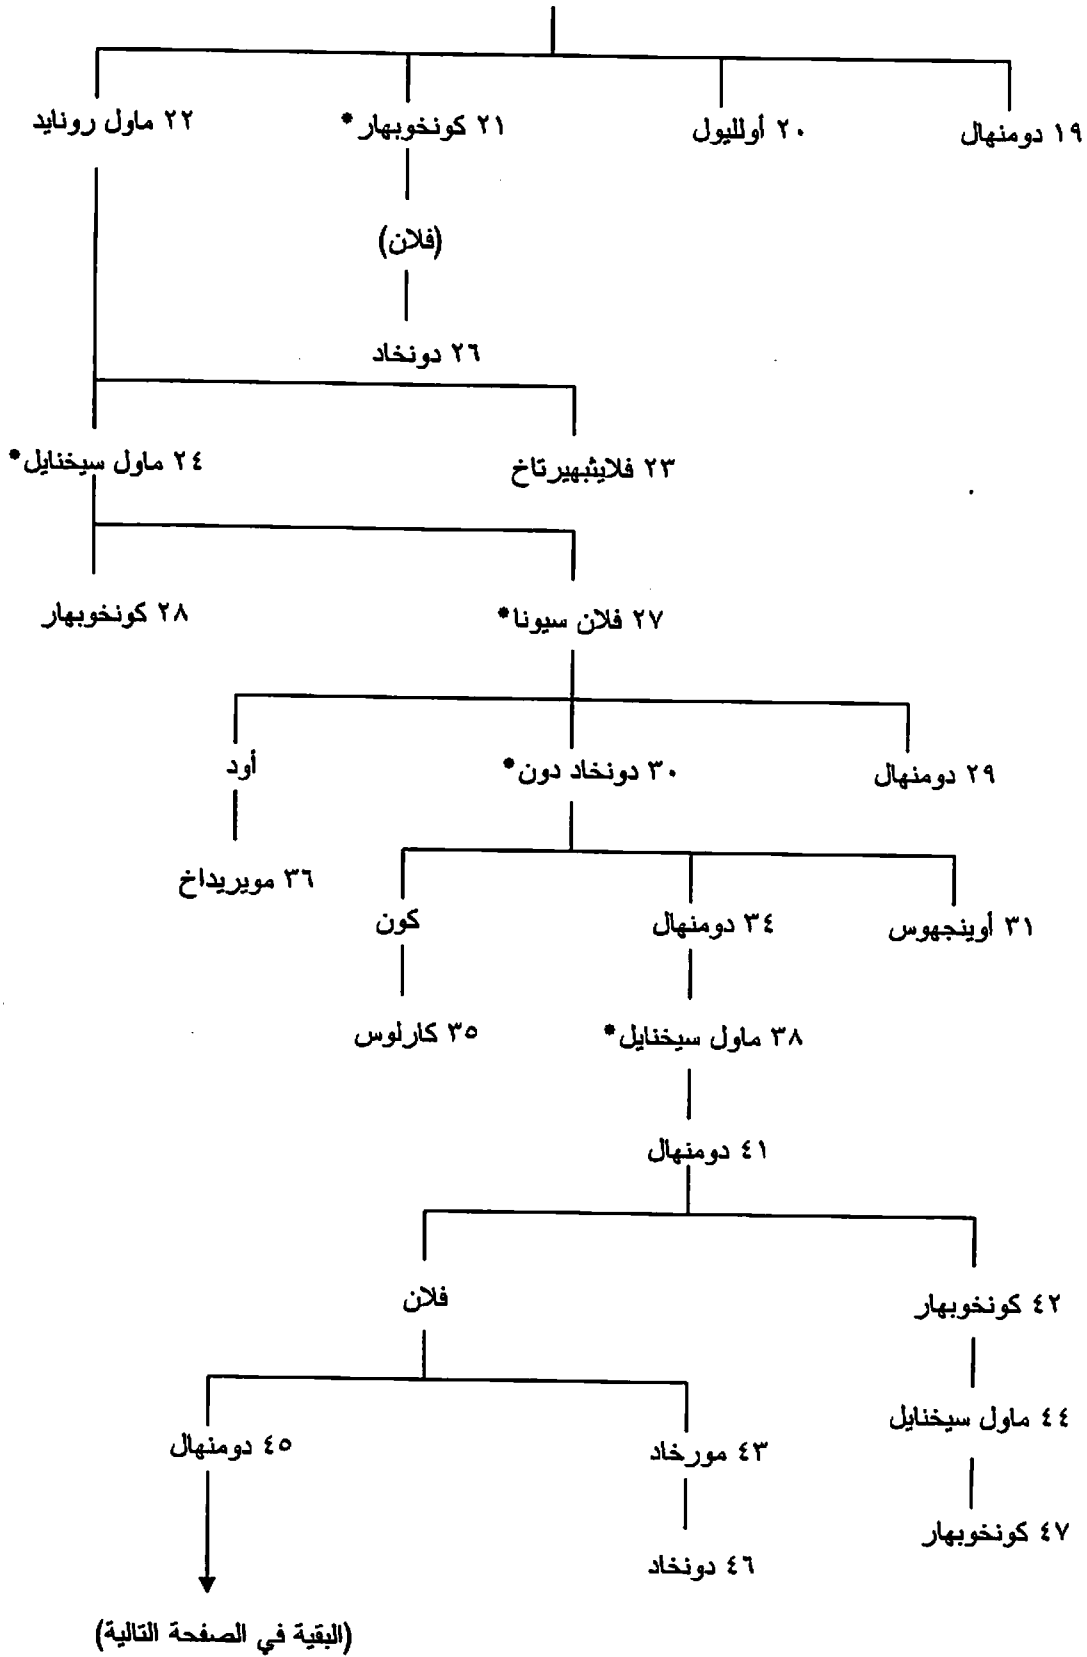 ١٩ دومنهال
٢٠ أولليول
٢١ كونخوبهار*
٢٢ ماول رونايد
(فلان)
٢٦ دونخاد
٢٣ فلايثبهيرتاخ
٢٤ ماول سيخنايل*
٢٧ فلان سيونا*
٢٨ كونخوبهار
٢٩ دومنهال
٣٠ دونخاد دون*
أود
٣٦ مويريداخ
٣١ أوينجهوس
٣٤ دومنهال
كون
٣٨ ماول سيخنايل*
٣٥ كارلوس
٤١ دومنهال
٤٢ كونخوبهار
فلان
٤٤ ماول سيخنايل
٤٣ مورخاد
٤٥ دومنهال
٤٧ كونخوبهار
٤٦ دونخاد
(البقية في الصفحة التالية)